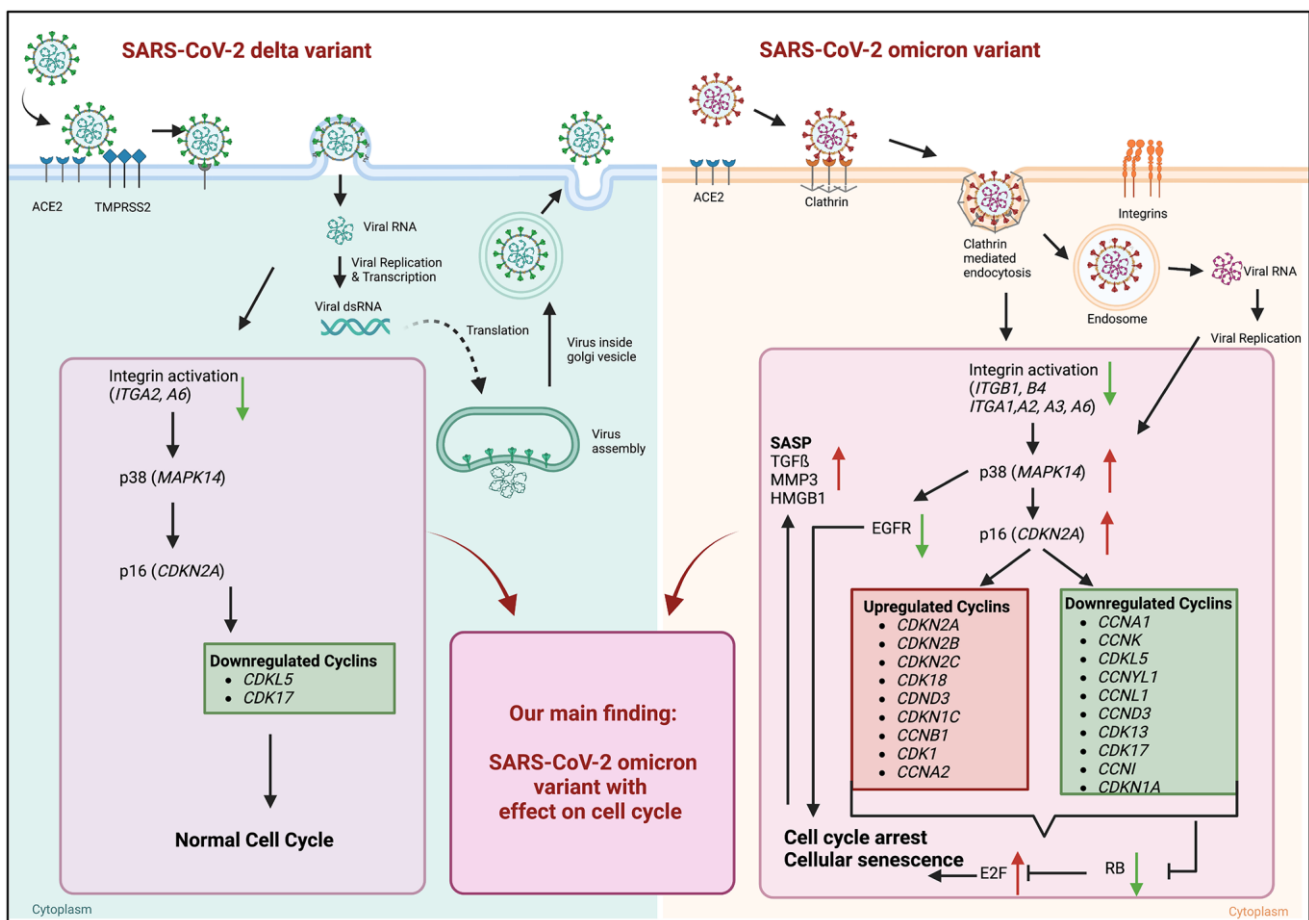 SARS-CoV-2 delta variant
ACE2
TMPRSS2
Viral RNA
Viral Replication
& Transcription
Viral dsRNA
Translation
Virus inside
golgi vesicle
Virus
assembly
Integrin activation
(ITGA2, A6)
p38 (MAPK14)
p16 (CDKN2A)
Downregulated Cyclins
• CDKL5
• CDK17
Normal Cell Cycle
Cytoplasm
Our main finding:
SARS-CoV-2 omicron
variant with
effect on cell cycle
SARS-CoV-2 omicron variant
ACE2
Clathrin
Integrins
Clathrin
mediated
endocytosis
Endosome
Viral RNA
Viral Replication
Integrin activation
(ITGB1, B4
ITGA1,A2, A3, A6)
SASP
TGFß
MMP3
HMGB1
p38 (MAPK14)
EGFR
p16 (CDKN2A)
Upregulated Cyclins
• CDKN2A
• CDKN2B
• CDKN2C
• CDK18
• CDND3
• CDKN1C
• CCNB1
• CDK1
• CCNA2
Downregulated Cyclins
• CCNA1
• CCNK
• CDKL5
• CCNYL1
• CCNL1
• CCND3
• CDK13
• CDK17
• CCNI
• CDKN1A
Cell cycle arrest
Cellular senescence
E2F
RB
Cytoplasm